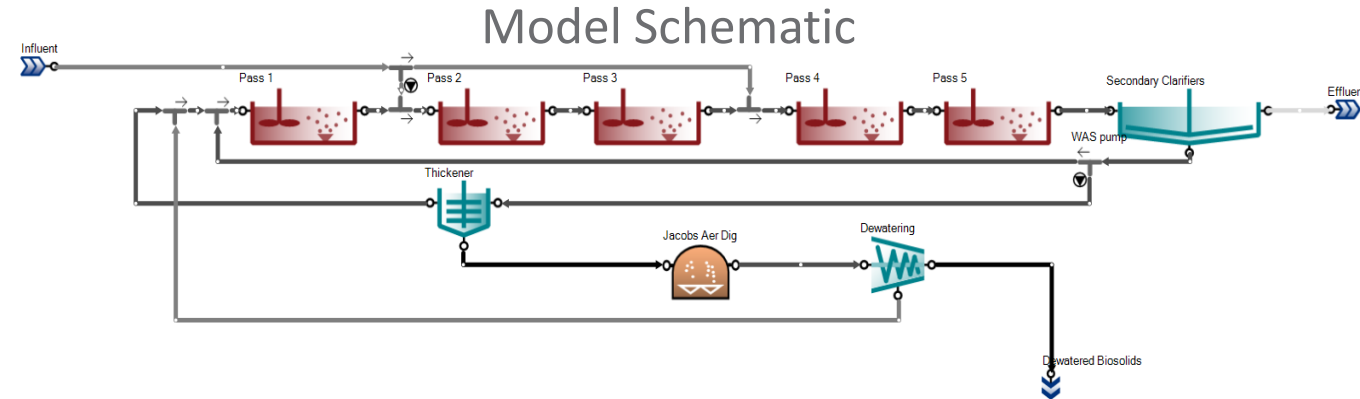 Model Schematic
Influent
Pass 1
Pass 2
Pass 3
Pass 4
Pass 5
Secondary Clarifiers
Effluer
WAS pump
Thickener
Jacobs Aer Dig
Dewatering
Dewatered Biosolids